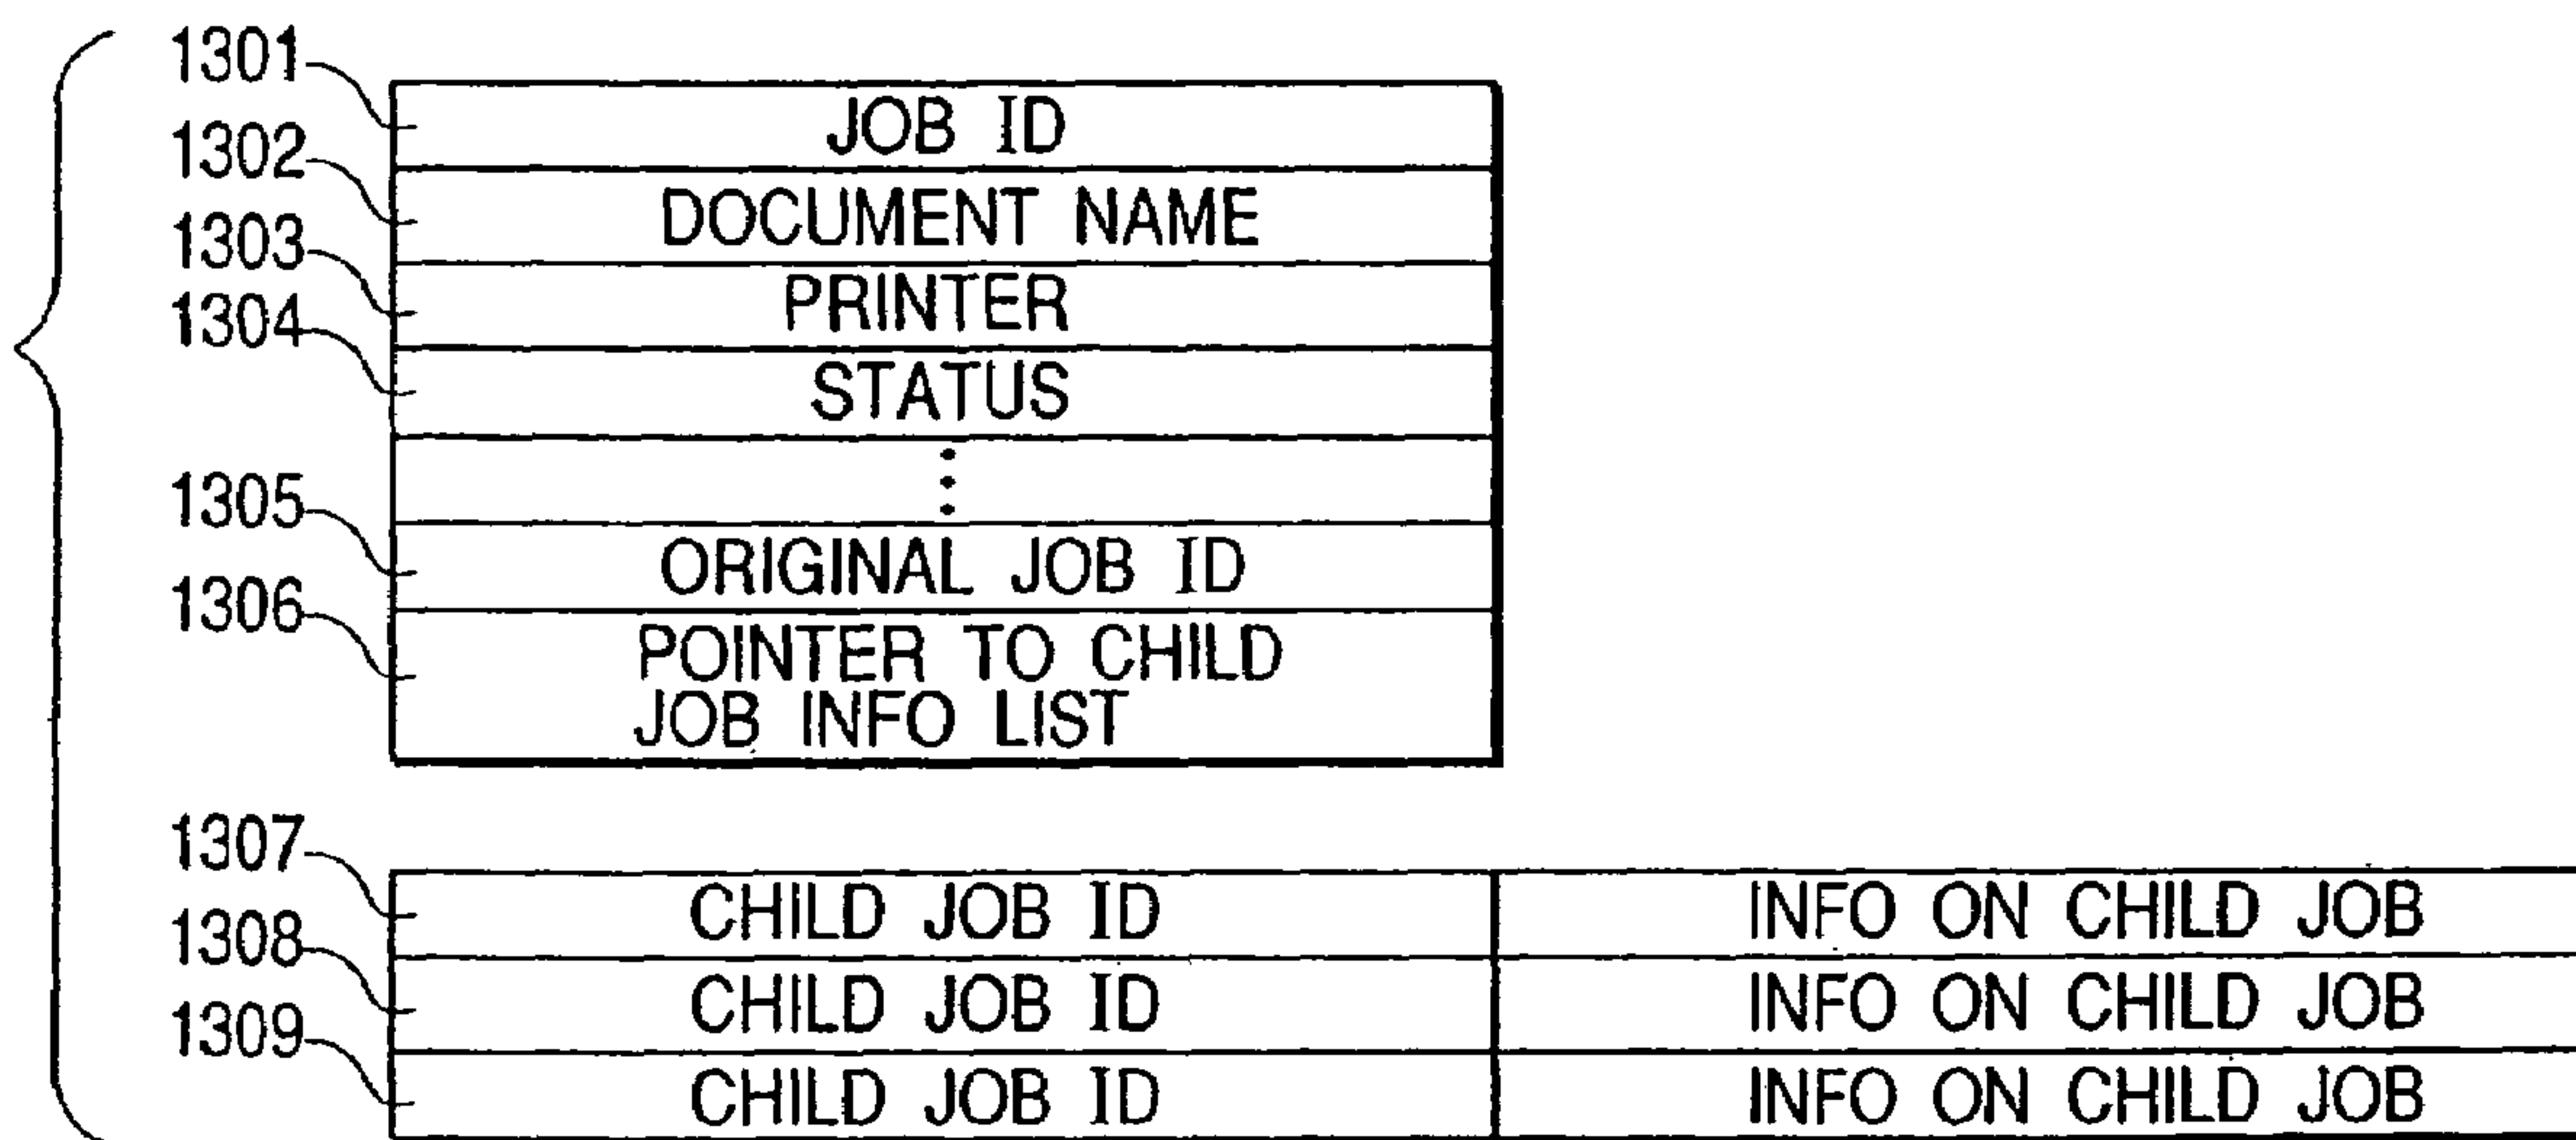 1301
JOB ID
1302
DOCUMENT NAME
1303
PRINTER
1304
STATUS
1305
ORIGINAL JOB ID
1306
POINTER TO CHILD
JOB INFO LIST
1307
CHILD JOB ID INFO ON CHILD JOB
1308
CHILD JOB ID INFO ON CHILD JOB
1309
CHILD JOB ID INFO ON CHILD JOB